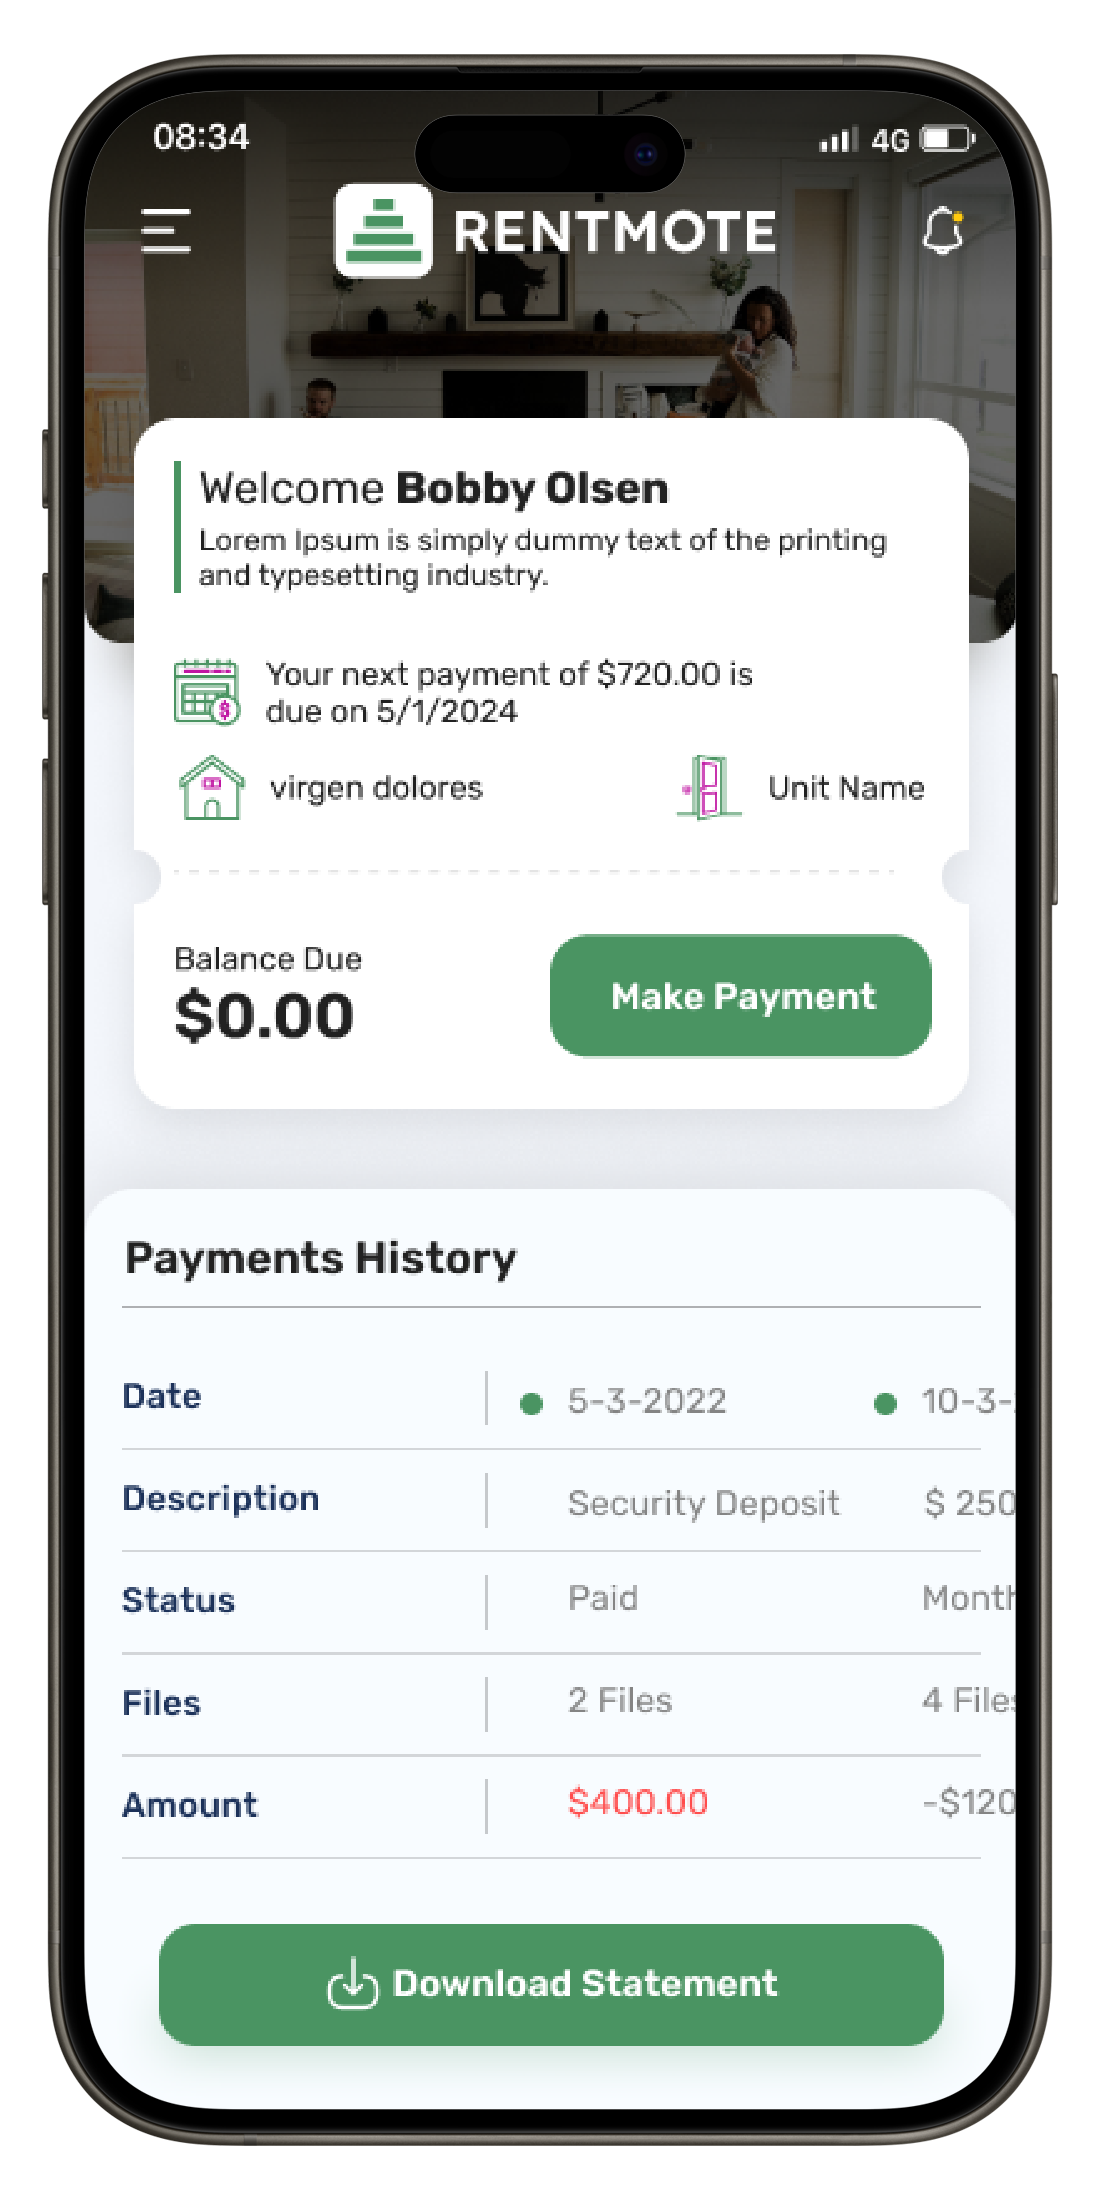 08:34
4G
RENTMOTE
Welcome Bobby Olsen
Lorem Ipsum is simply dummy text of the printing
and typesetting industry.
Your next payment of $720.00 is
due on 5/1/2024
virgen dolores
Unit Name
Balance Due
$0.00
Make Payment
Payments History
Date
5-3-2022
10-3-
Description
Security Deposit
$ 250
Status
Paid
Month
Files
2 Files
4 Files
Amount
$400.00
-$120
Download Statement